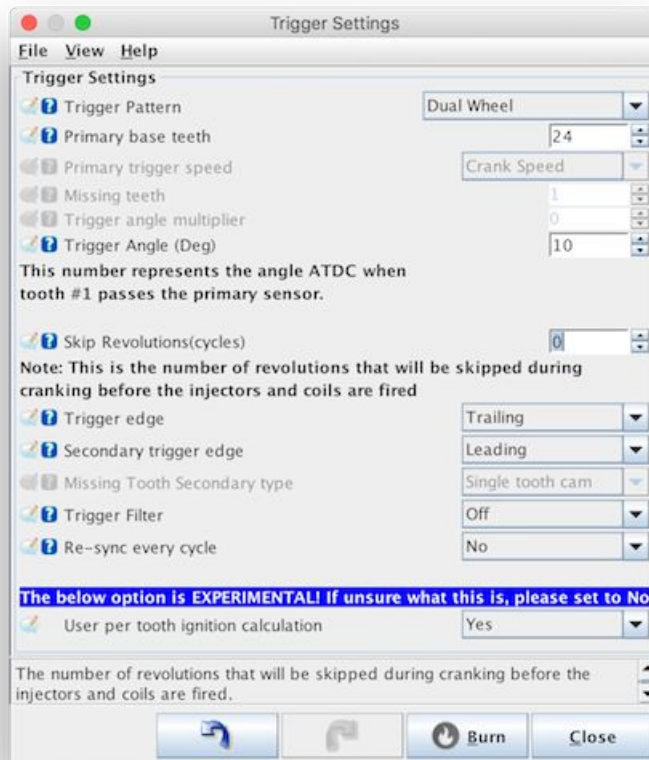 Trigger Settings
File View Help
Trigger Settings
Trigger Pattern Dual Wheel
Primary base teeth 24
Primary trigger speed Crank Speed
Missing teeth 1
Trigger angle multiplier 0
Trigger Angle (Deg) 10
This number represents the angle ATDC when
tooth #1 passes the primary sensor.
Skip Revolutions(cycles) 0
Note: This is the number of revolutions that will be skipped during
cranking before the injectors and coils are fired
Trigger edge Trailing
Secondary trigger edge Leading
Missing Tooth Secondary type Single tooth cam
Trigger Filter Off
Re-sync every cycle No
The below option is EXPERIMENTAL! If unsure what this is, please set to No
User per tooth ignition calculation Yes
The number of revolutions that will be skipped during cranking before the
injectors and coils are fired.
Burn Close